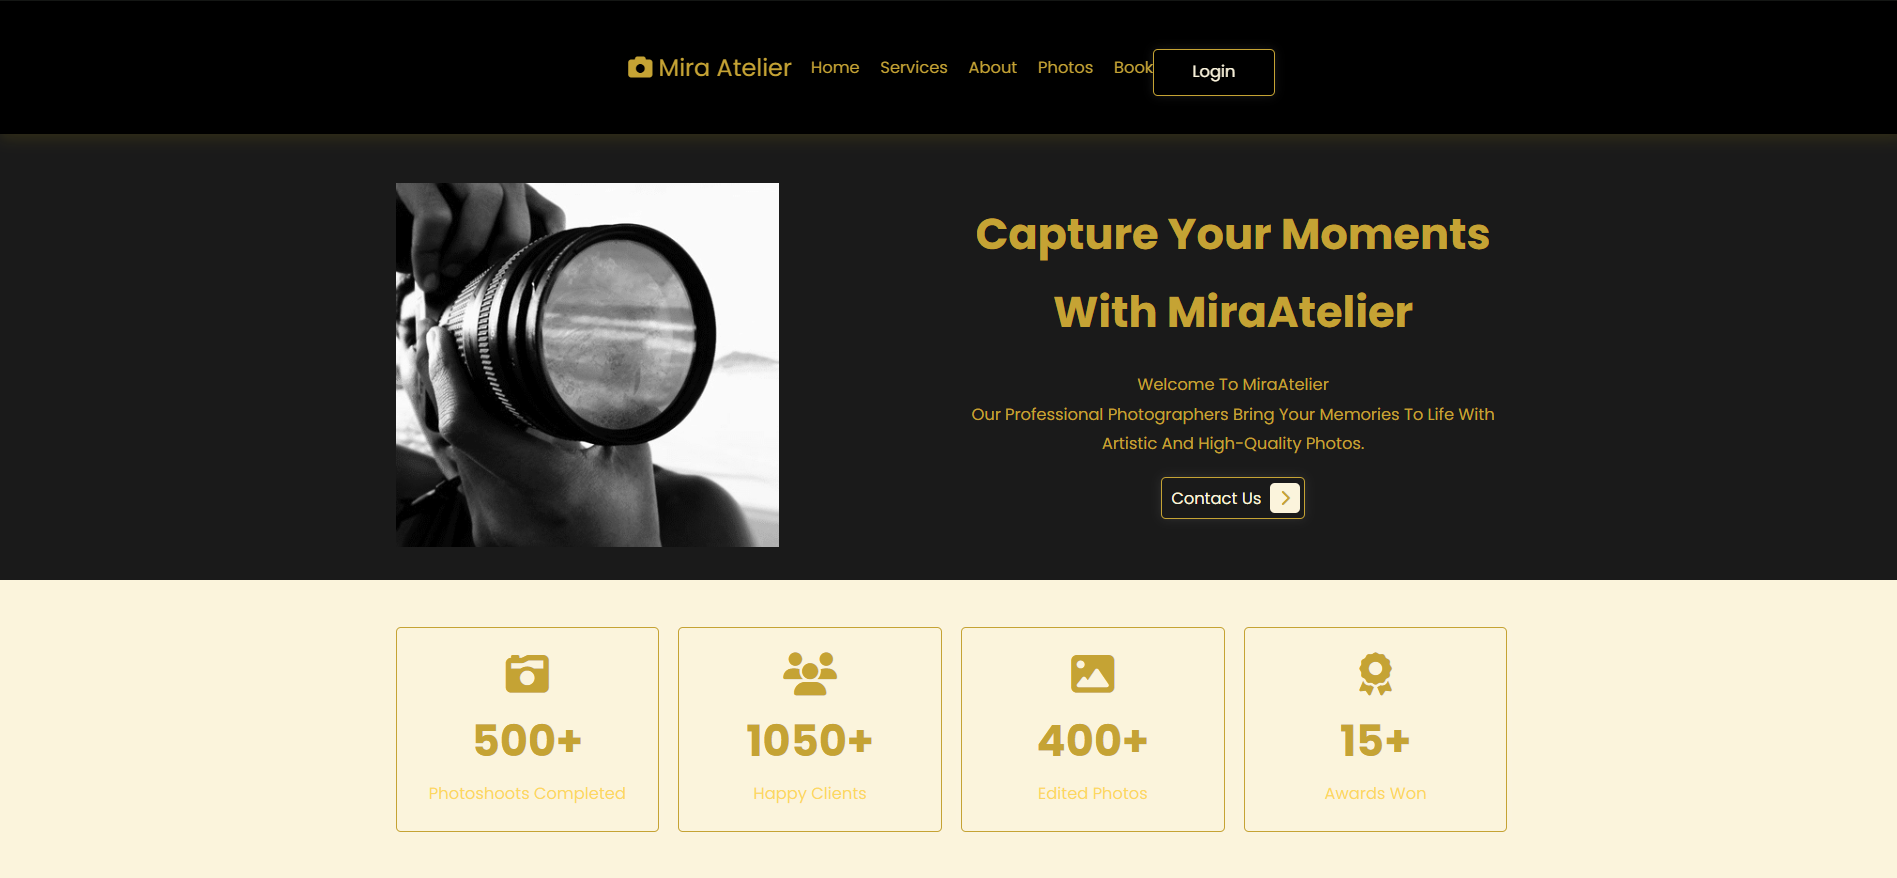 Mira Atelier Home Services About Photos Book Login
Capture Your Moments
With MiraAtelier
Welcome To MiraAtelier
Our Professional Photographers Bring Your Memories To Life With
Artistic And High-Quality Photos.
Contact Us
500+
Photoshoots Completed
1050+
Happy Clients
400+
Edited Photos
15+
Awards Won